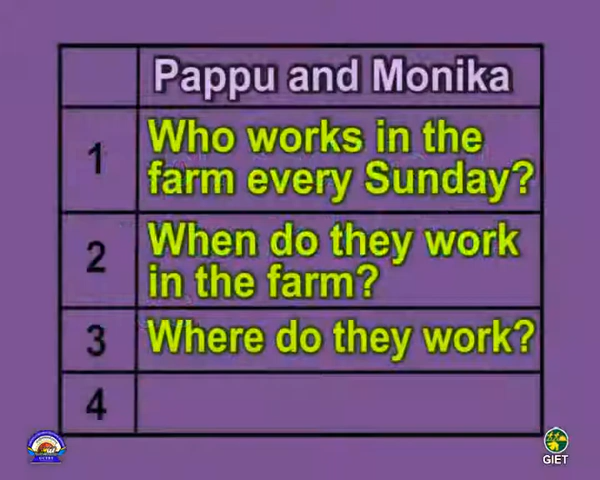 Pappu and Monika
1
Who works in the
farm every Sunday?
2
When do they work
in the farm?
3
Where do they work?
4
GIET